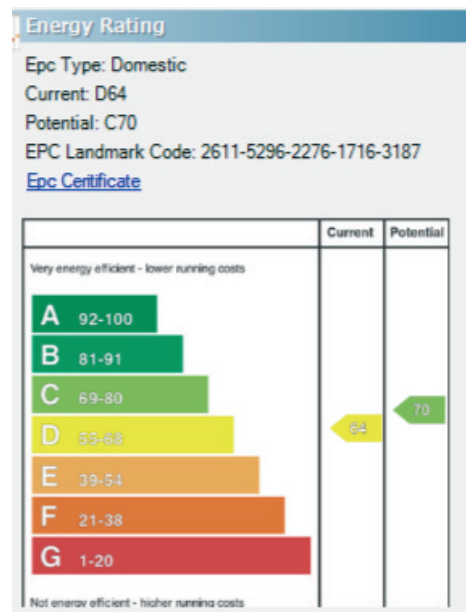 Energy Rating
Epc Type: Domestic
Current: D64
Potential: C70
EPC Landmark Code: 2611-5296-2276-1716-3187
Epc Ceritificate
Current Potential
Very energy efficient - lower running costs
A 92-100
B 81-91
C 69-80
70
D 55-68
64
E 39-54
F 21-38
G 1-20
Not energy efficient - higher running costs